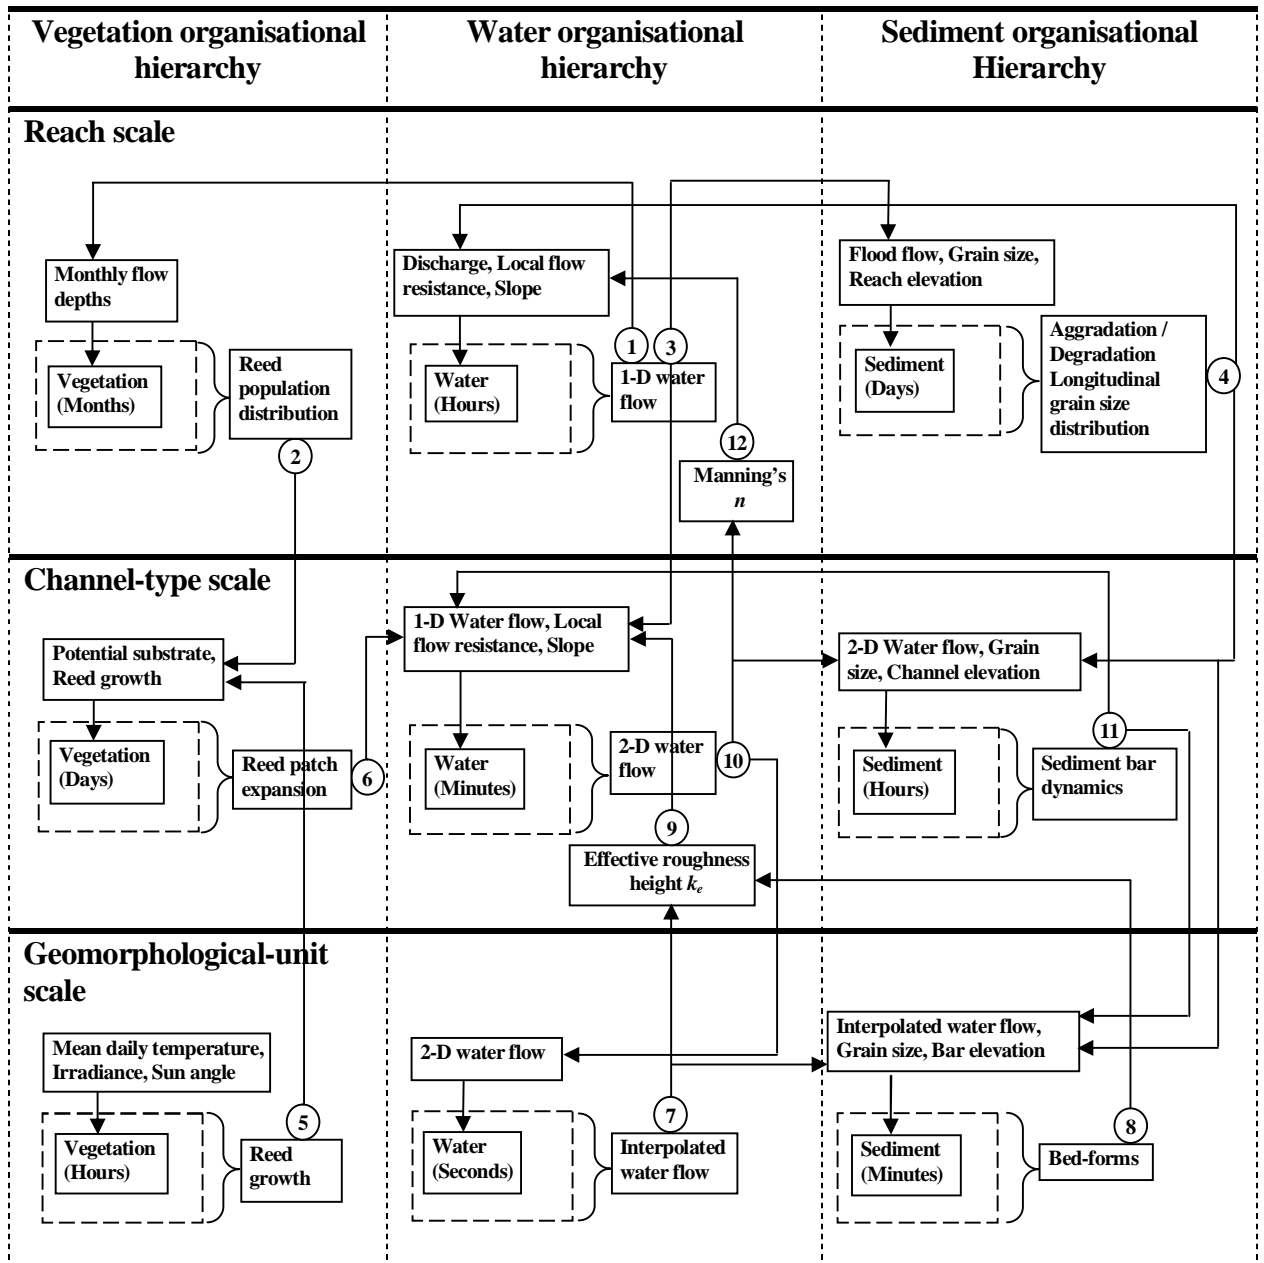 Vegetation organisational
hierarchy
Water organisational
hierarchy
Sediment organisational
Hierarchy
Reach scale
Monthly flow
depths
Vegetation
(Months)
Reed
population
distribution
2
Discharge, Local flow
resistance, Slope
Water
(Hours)
1
3
1-D water
flow
12
Manning's
n
Flood flow, Grain size,
Reach elevation
Sediment
(Days)
Aggradation /
Degradation
Longitudinal
grain size
distribution
4
Channel-type scale
Potential substrate,
Reed growth
Vegetation
(Days)
Reed patch
expansion
6
1-D Water flow, Local
flow resistance, Slope
Water
(Minutes)
2-D water
flow
10
9
Effective roughness
height ke
2-D Water flow, Grain
size, Channel elevation
Sediment
(Hours)
11
Sediment bar
dynamics
Geomorphological-unit
scale
Mean daily temperature,
Irradiance, Sun angle
Vegetation
(Hours)
5
Reed
growth
2-D water flow
Water
(Seconds)
7
Interpolated
water flow
Interpolated water flow,
Grain size, Bar elevation
Sediment
(Minutes)
8
Bed-forms